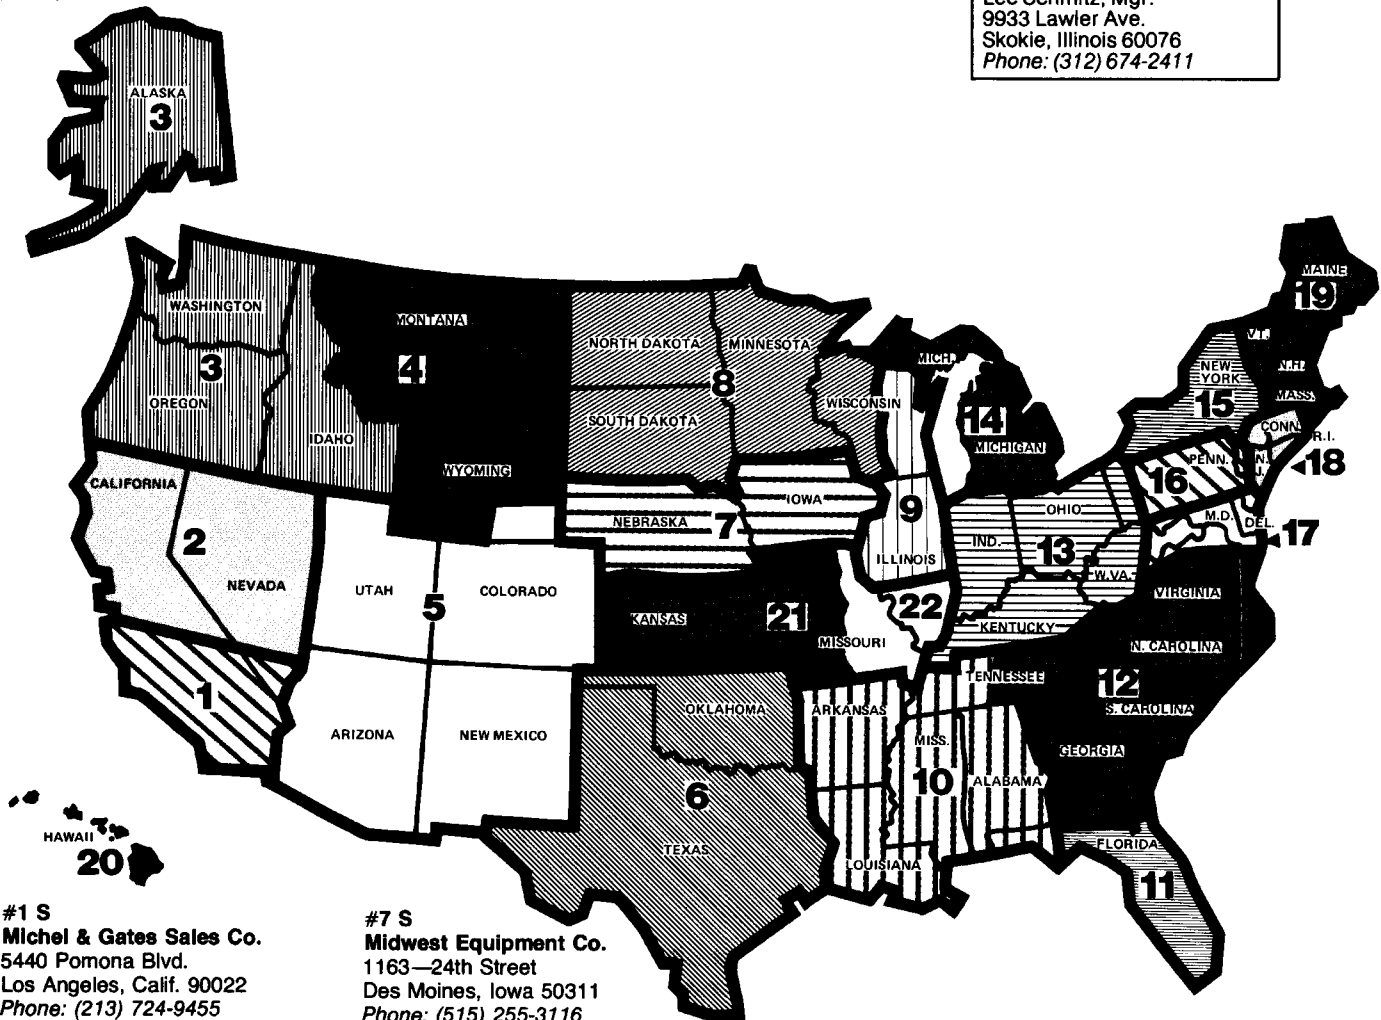 Lee Schmitz, Mgr.
9933 Lawler Ave.
Skokie, Illinois 60076
Phone: (312) 674-2411
ALASKA
3
WASHINGTON
3
OREGON
IDAHO
MONTANA
4
WYOMING
NORTH DAKOTA
MINNESOTA
8
SOUTH DAKOTA
WISCONSIN
MICH.
14
MICHIGAN
MAINE
19
VT.
N.H.
MASS.
NEW
YORK
15
CONN.
R.I.
18
PENN.
16
N.
J.
M.D.
DEL.
17
CALIFORNIA
2
NEVADA
UTAH
5
COLORADO
NEBRASKA
7
IOWA
9
ILLINOIS
IND.
OHIO
13
W.VA.
KENTUCKY
VIRGINIA
KANSAS
21
MISSOURI
22
N. CAROLINA
TENNESSEE
12
S. CAROLINA
GEORGIA
1
ARIZONA
NEW MEXICO
OKLAHOMA
6
TEXAS
ARKANSAS
MISS.
10
ALABAMA
LOUISIANA
FLORIDA
11
HAWAII
20
#1 S
Michel & Gates Sales Co.
5440 Pomona Blvd.
Los Angeles, Calif. 90022
Phone: (213) 724-9455
#7 S
Midwest Equipment Co.
1163—24th Street
Des Moines, Iowa 50311
Phone: (515) 255-3116